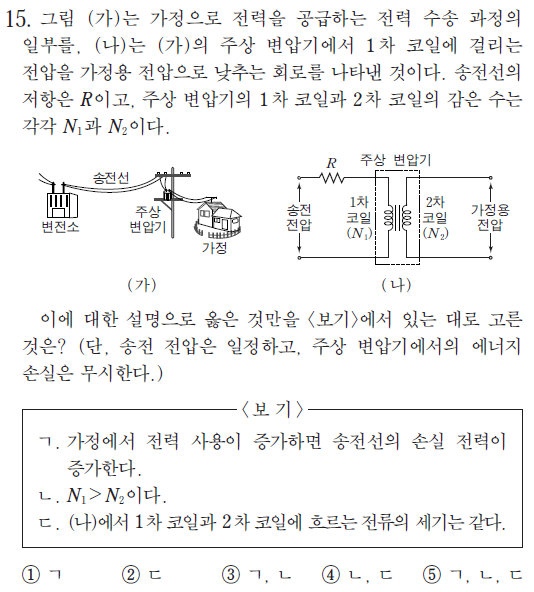 15. 그림 (가)는 가정으로 전력을 공급하는 전력 수송 과정의
일부를, (나)는 (가)의 주상 변압기에서 1차 코일에 걸리는
전압을 가정용 전압으로 낮추는 회로를 나타낸 것이다. 송전선의
저항은 R이고, 주상 변압기의 1차 코일과 2차 코일의 감은 수는
각각 N₁과 N₂이다.
송전선
변전소
주상
변압기
가정
(가)
R
주상 변압기
송전
전압
1차
코일
(N₁)
2차
코일
(N₂)
가정용
전압
(나)
이에 대한 설명으로 옳은 것만을 <보기>에서 있는 대로 고른
것은? (단, 송전 전압은 일정하고, 주상 변압기에서의 에너지
손실은 무시한다.)
<보 기>
ㄱ. 가정에서 전력 사용이 증가하면 송전선의 손실 전력이
증가한다.
ㄴ. N₁>N₂이다.
ㄷ. (나)에서 1차 코일과 2차 코일에 흐르는 전류의 세기는 같다.
① ㄱ ② ㄷ ③ ㄱ, ㄴ ④ ㄴ, ㄷ ⑤ ㄱ, ㄴ, ㄷ